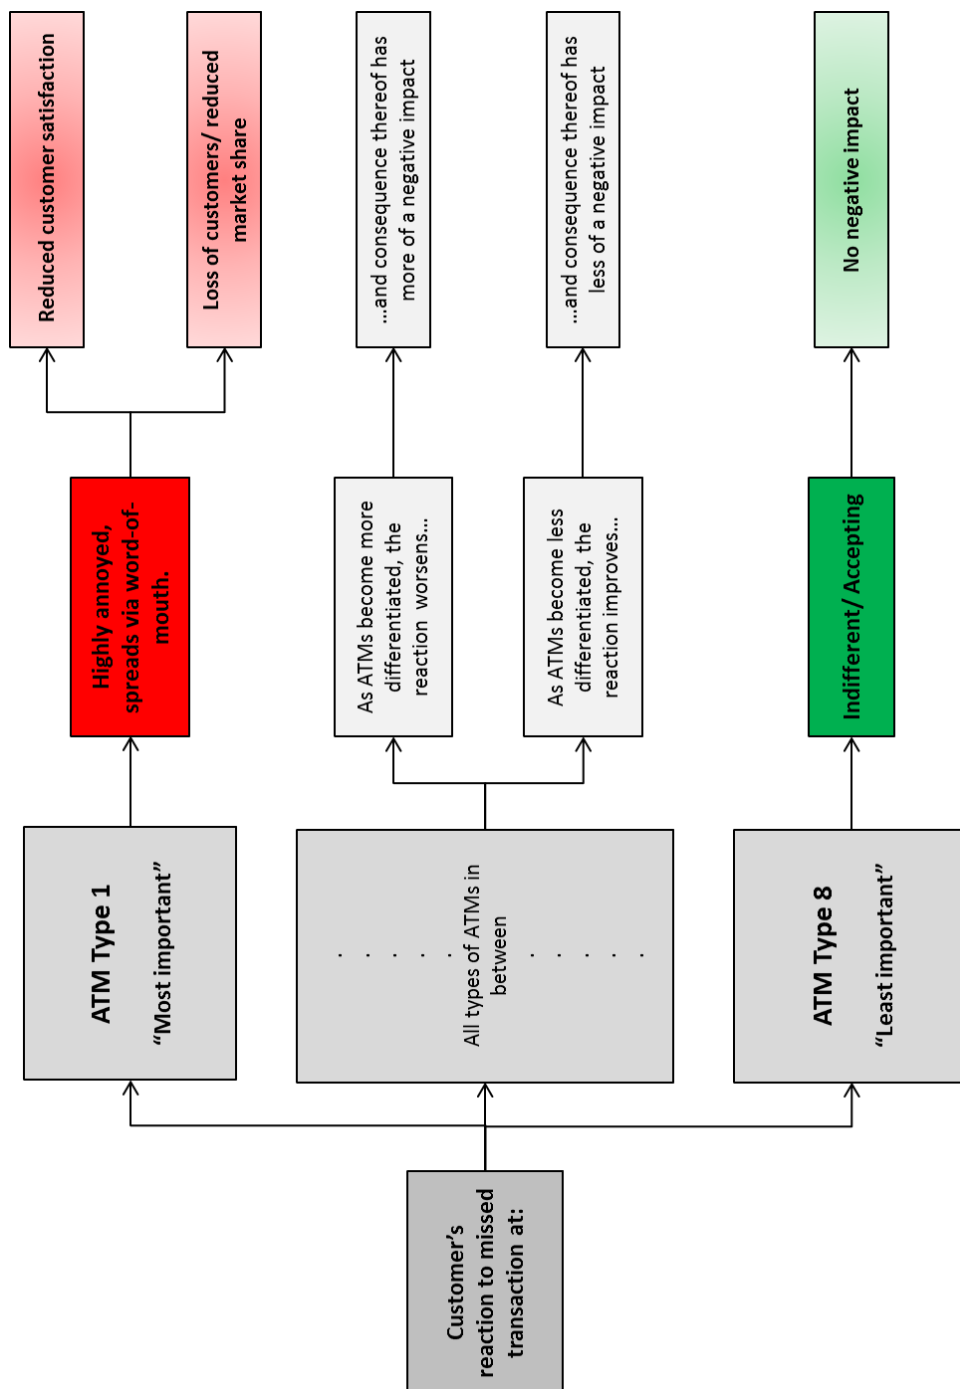 Customer's
reaction to missed
transaction at:
ATM Type 1
“Most important”
Highly annoyed,
spreads via word-of-
mouth.
Reduced customer satisfaction
Loss of customers/ reduced
market share
. . . . .
All types of ATMs in
between
. . . . .
As ATMs become more
differentiated, the
reaction worsens...
...and consequence thereof has
more of a negative impact
As ATMs become less
differentiated, the
reaction improves...
...and consequence thereof has
less of a negative impact
ATM Type 8
“Least important”
Indifferent/ Accepting
No negative impact